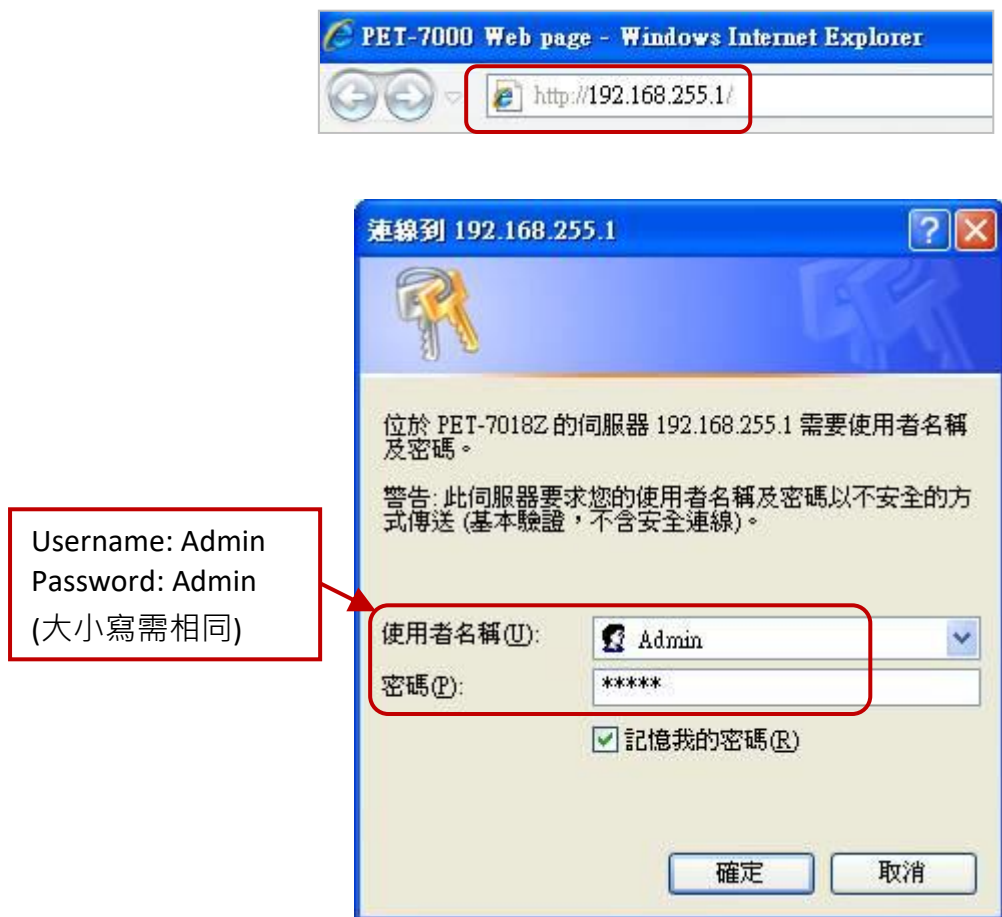 PET-7000 Web page - Windows Internet Explorer
http://192.168.255.1/
連線到 192.168.255.1
位於 PET-7018Z 的伺服器 192.168.255.1 需要使用者名稱
及密碼。
警告: 此伺服器要求您的使用者名稱及密碼以不安全的方
式傳送 (基本驗證，不含安全連線)。
Username: Admin
Password: Admin
(大小寫需相同)
使用者名稱(U):
Admin
密碼(P):
*****
記憶我的密碼(R)
確定
取消